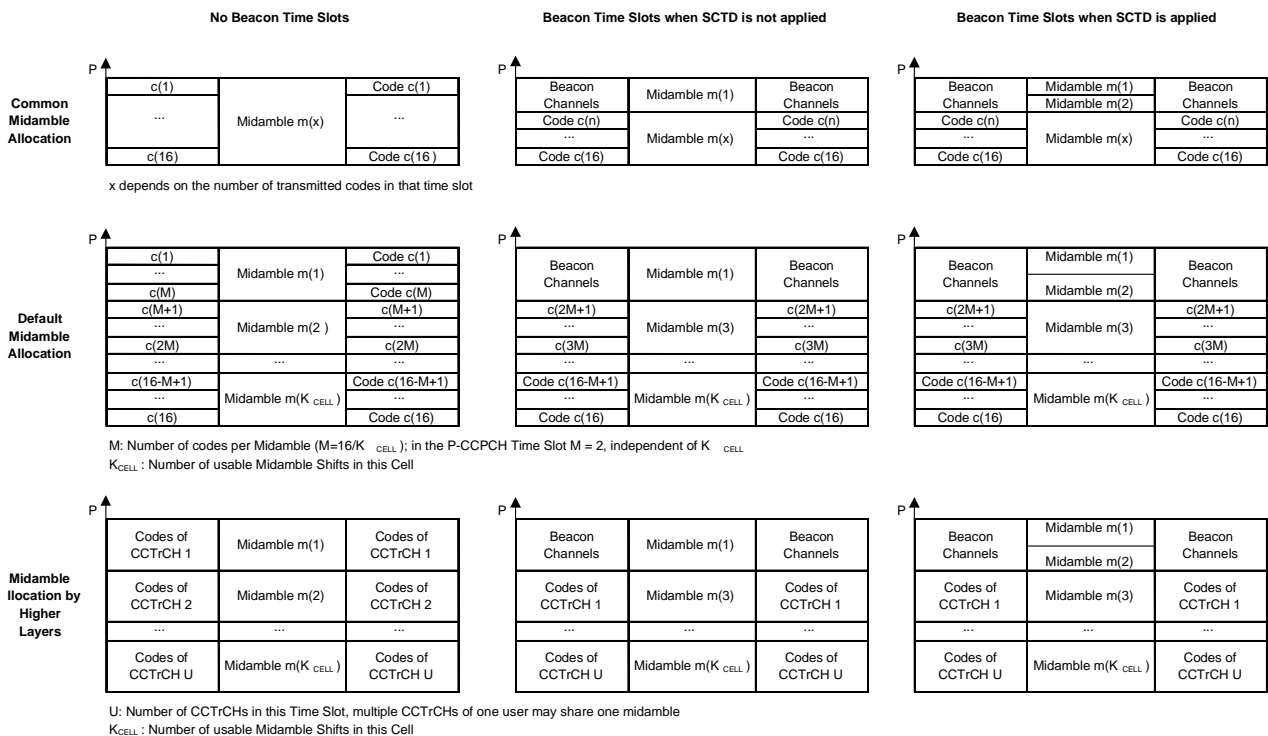 No Beacon Time Slots
Beacon Time Slots when SCTD is not applied
Beacon Time Slots when SCTD is applied
Common
Midamble
Allocation
P
c(1)
...
c(16)
Midamble m(x)
Code c(1)
...
Code c(16)
P
Beacon
Channels
Code c(n)
...
Code c(16)
Midamble m(1)
Midamble m(x)
Beacon
Channels
Code c(n)
...
Code c(16)
P
Beacon
Channels
Code c(n)
...
Code c(16)
Midamble m(1)
Midamble m(2)
Midamble m(x)
Beacon
Channels
Code c(n)
...
Code c(16)
x depends on the number of transmitted codes in that time slot
Default
Midamble
Allocation
P
c(1)
...
c(M)
c(M+1)
...
c(2M)
...
c(16-M+1)
...
c(16)
Midamble m(1)
Midamble m(2 )
...
Midamble m(K CELL )
Code c(1)
...
Code c(M)
c(M+1)
...
c(2M)
...
Code c(16-M+1)
...
Code c(16)
P
Beacon
Channels
c(2M+1)
...
c(3M)
...
Code c(16-M+1)
...
Code c(16)
Midamble m(1)
Midamble m(3)
...
Midamble m(K CELL )
Beacon
Channels
c(2M+1)
...
c(3M)
...
Code c(16-M+1)
...
Code c(16)
P
Beacon
Channels
c(2M+1)
...
c(3M)
...
Code c(16-M+1)
...
Code c(16)
Midamble m(1)
Midamble m(2)
Midamble m(3)
...
Midamble m(K CELL )
Beacon
Channels
c(2M+1)
...
c(3M)
...
Code c(16-M+1)
...
Code c(16)
M: Number of codes per Midamble (M=16/K CELL ); in the P-CCPCH Time Slot M = 2, independent of K CELL
KCELL : Number of usable Midamble Shifts in this Cell
Midamble
llocation by
Higher
Layers
P
Codes of
CCTrCH 1
Codes of
CCTrCH 2
...
Codes of
CCTrCH U
Midamble m(1)
Midamble m(2)
...
Midamble m(K CELL )
Codes of
CCTrCH 1
Codes of
CCTrCH 2
...
Codes of
CCTrCH U
P
Beacon
Channels
Codes of
CCTrCH 1
...
Codes of
CCTrCH U
Midamble m(1)
Midamble m(3)
...
Midamble m(K CELL )
Beacon
Channels
Codes of
CCTrCH 1
...
Codes of
CCTrCH U
P
Beacon
Channels
Codes of
CCTrCH 1
...
Codes of
CCTrCH U
Midamble m(1)
Midamble m(2)
Midamble m(3)
...
Midamble m(K CELL )
Beacon
Channels
Codes of
CCTrCH 1
...
Codes of
CCTrCH U
U: Number of CCTrCHs in this Time Slot, multiple CCTrCHs of one user may share one midamble
KCELL : Number of usable Midamble Shifts in this Cell